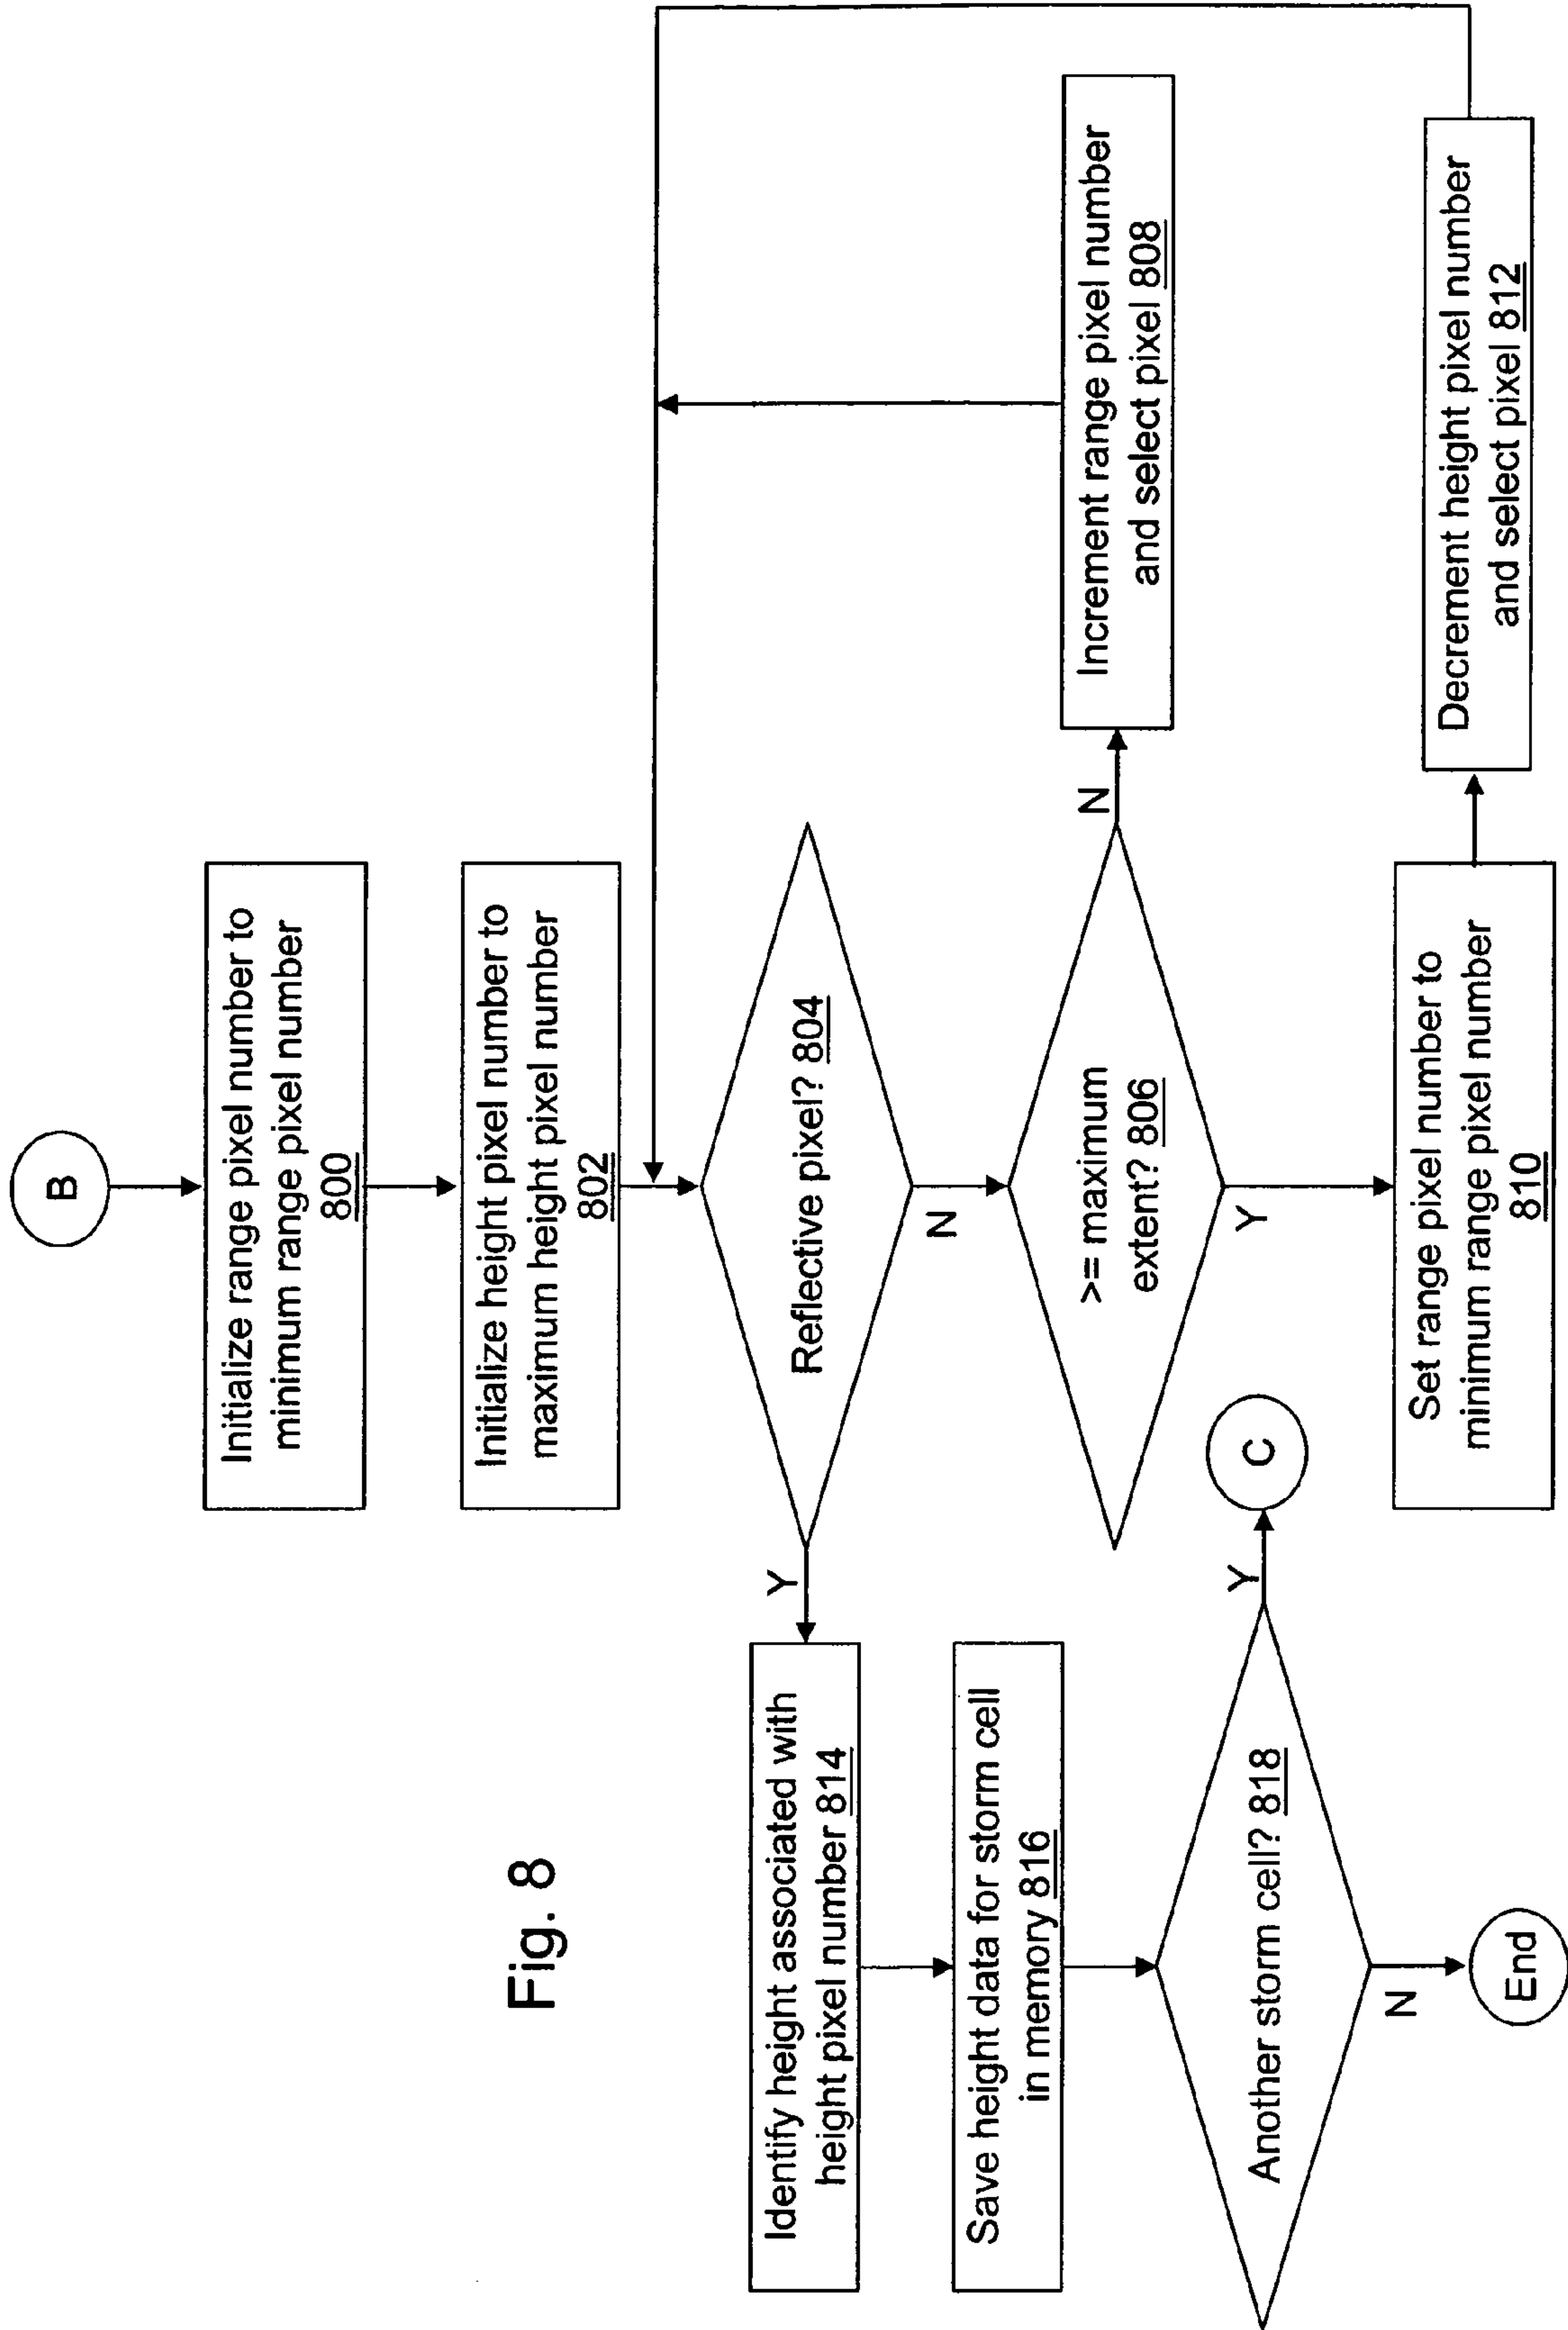 B
Initialize range pixel number to
minimum range pixel number
800
Initialize height pixel number to
maximum height pixel number
802
Reflective pixel? 804
Y
N
>= maximum
extent? 806
N
Y
Increment range pixel number
and select pixel 808
Set range pixel number to
minimum range pixel number
810
Decrement height pixel number
and select pixel 812
Identify height associated with
height pixel number 814
Save height data for storm cell
in memory 816
Another storm cell? 818
Y
C
N
End
Fig. 8